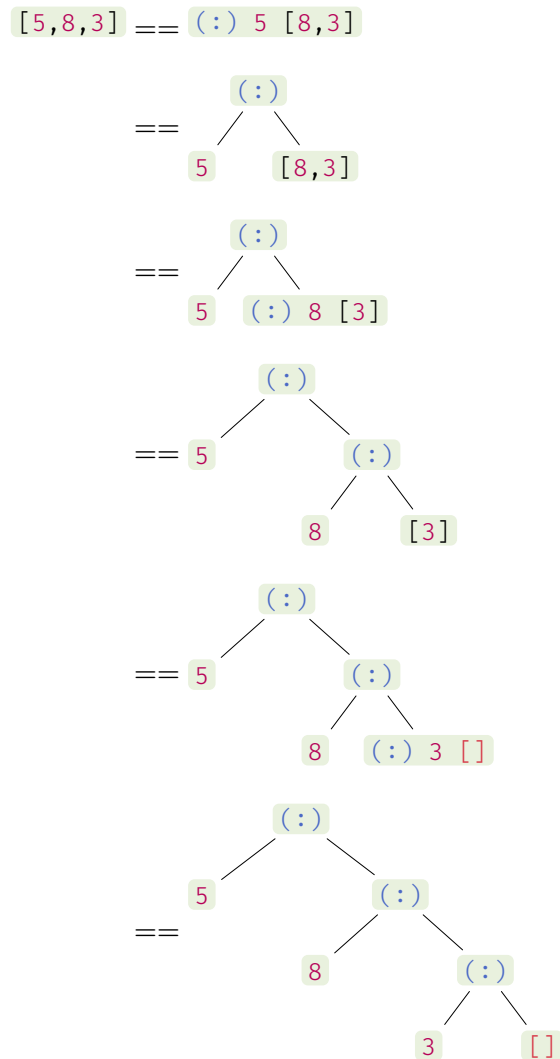 [5,8,3] == (:) 5 [8,3]
(:)
==
5 [8,3]
(:)
==
5 (:) 8 [3]
(:)
== 5 (:)
8 [3]
(:)
== 5 (:)
8 (:) 3 []
(:)
5 (:)
==
8 (:)
3 []